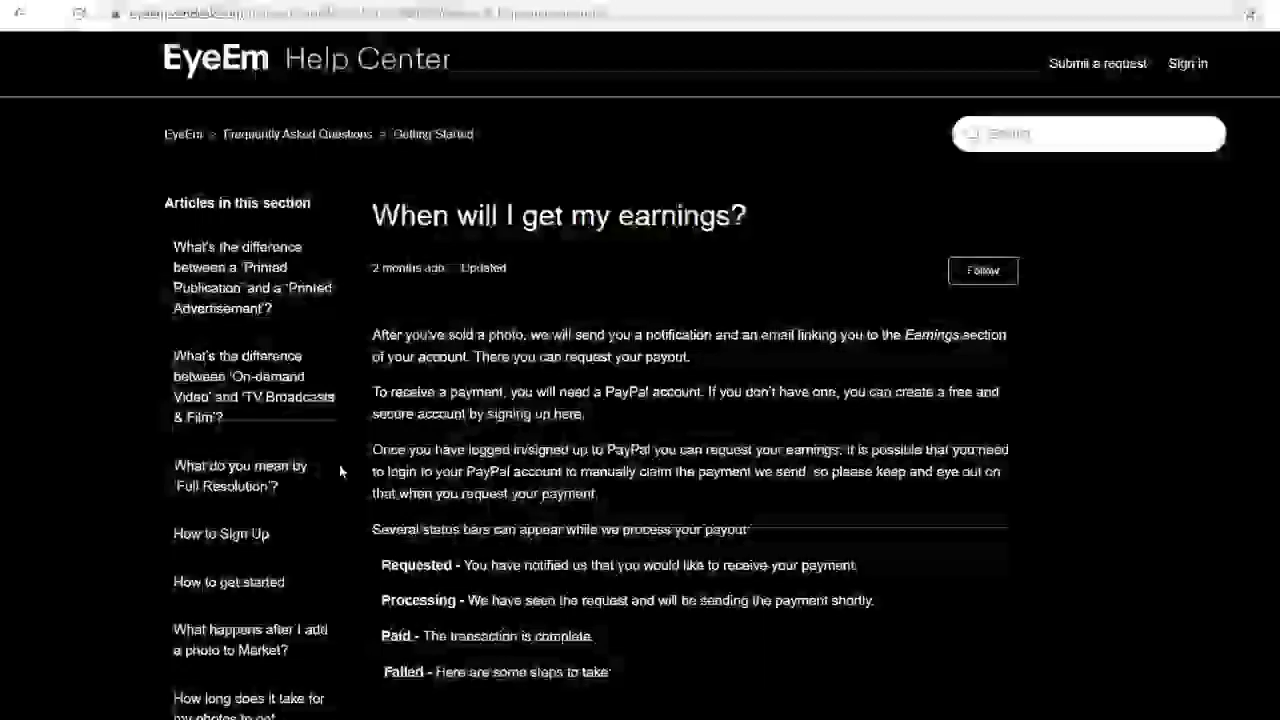 EyeEm Help Center
Submit a request Sign in
EyeEm > Frequently Asked Questions > Getting Started
Articles in this section
What's the difference
between a 'Printed
Publication' and a 'Printed
Advertisement'?
What's the difference
between 'On-demand
Video' and 'TV Broadcasts
& Film'?
What do you mean by
'Full Resolution'?
How to Sign Up
How to get started
What happens after I add
a photo to Market?
How long does it take for
my photos to get
When will I get my earnings?
2 months ago Updated
Follow
After you've sold a photo, we will send you a notification and an email linking you to the Earnings section
of your account. There you can request your payout.
To receive a payment, you will need a PayPal account. If you don't have one, you can create a free and
secure account by signing up here.
Once you have logged in/signed up to PayPal you can request your earnings. It is possible that you need
to login to your PayPal account to manually claim the payment we send, so please keep and eye out on
that when you request your payment.
Several status bars can appear while we process your payout:
Requested - You have notified us that you would like to receive your payment.
Processing - We have seen the request and will be sending the payment shortly.
Paid - The transaction is complete.
Failed - Here are some steps to take: